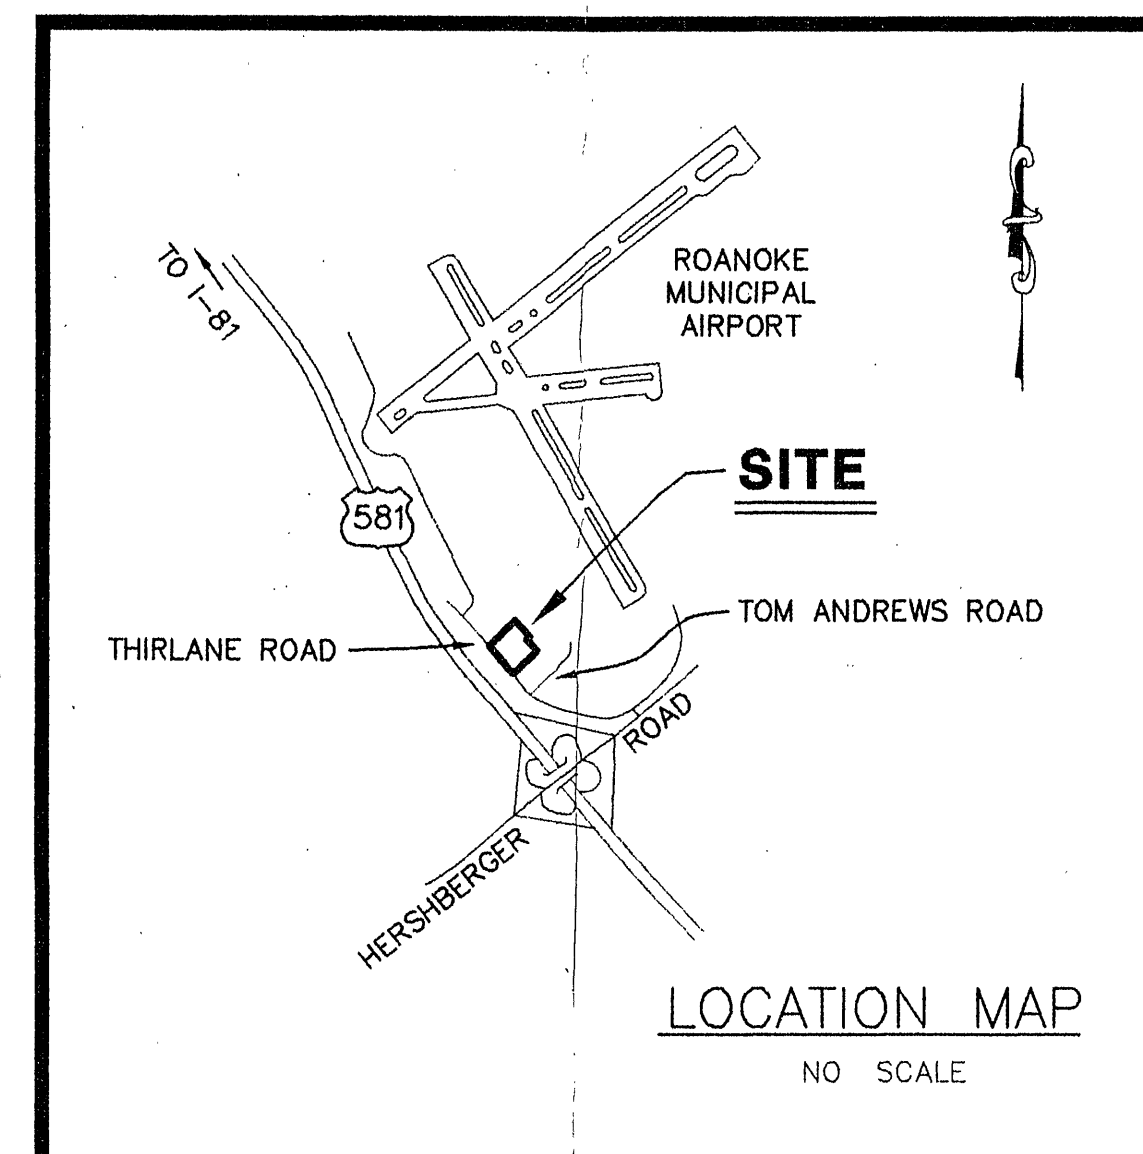 ROANOKE
MUNICIPAL
AIRPORT
TO I-81
SITE
581
TOM ANDREWS ROAD
THIRLANE ROAD
HERSHBERGER ROAD
LOCATION MAP
NO SCALE